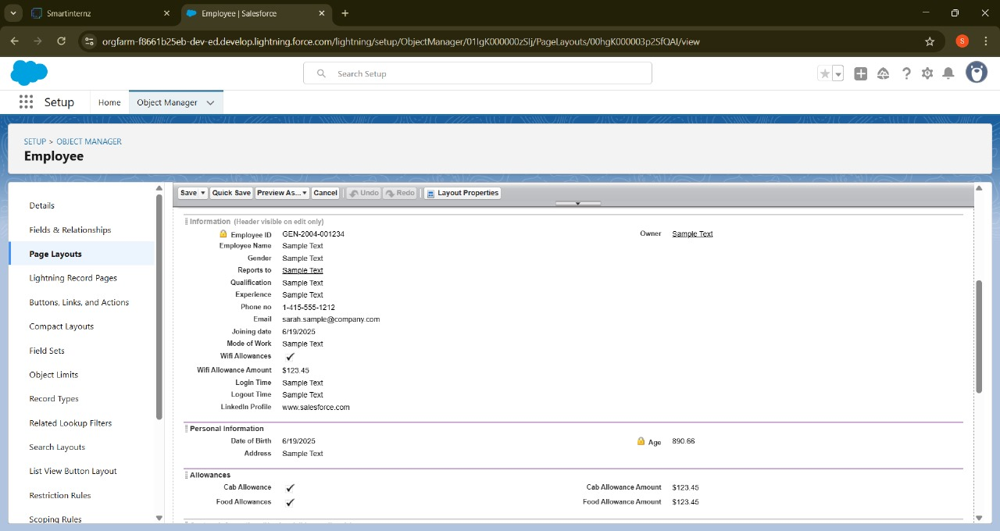 Smartinternz
Employee | Salesforce
orgfarm-f8661b25eb-dev-ed.develop.lightning.force.com/lightning/setup/ObjectManager/01IgK000000zSlj/PageLayouts/00hgK000003p2SfQAI/view
S
Search Setup
Setup
Home
Object Manager
SETUP > OBJECT MANAGER
Employee
Details
Fields & Relationships
Page Layouts
Lightning Record Pages
Buttons, Links, and Actions
Compact Layouts
Field Sets
Object Limits
Record Types
Related Lookup Filters
Search Layouts
List View Button Layout
Restriction Rules
Scoping Rules
Save Quick Save Preview As... Cancel Undo Redo Layout Properties
Information (Header visible on edit only)
Employee ID GEN-2004-001234 Owner Sample Text
Employee Name Sample Text
Gender Sample Text
Reports to Sample Text
Qualification Sample Text
Experience Sample Text
Phone no 1-415-555-1212
Email sarah.sample@company.com
Joining date 6/19/2025
Mode of Work Sample Text
Wifi Allowances
Wifi Allowance Amount $123.45
Login Time Sample Text
Logout Time Sample Text
LinkedIn Profile www.salesforce.com
Personal Information
Date of Birth 6/19/2025 Age 890.66
Address Sample Text
Allowances
Cab Allowance Cab Allowance Amount $123.45
Food Allowances Food Allowance Amount $123.45